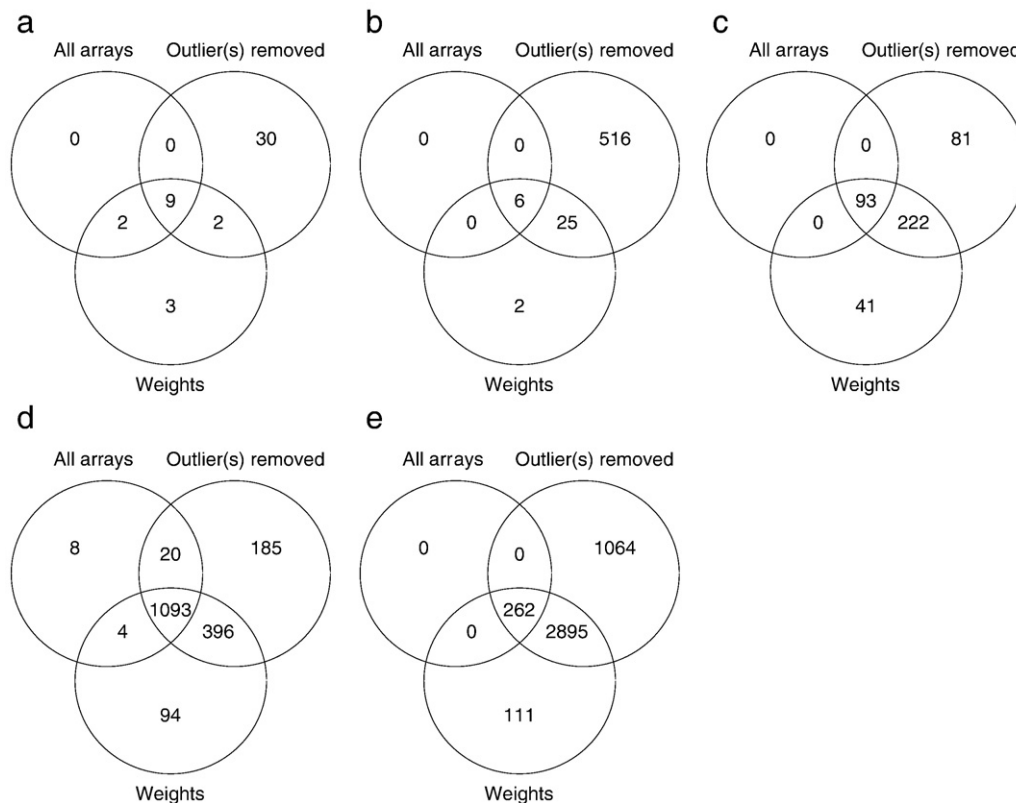 a
All arrays Outlier(s) removed
0 0 30
9
2 2
3
Weights
b
All arrays Outlier(s) removed
0 0 516
6
0 25
2
Weights
c
All arrays Outlier(s) removed
0 0 81
93
0 222
41
Weights
d
All arrays Outlier(s) removed
8 20 185
1093
4 396
94
Weights
e
All arrays Outlier(s) removed
0 0 1064
262
0 2895
111
Weights